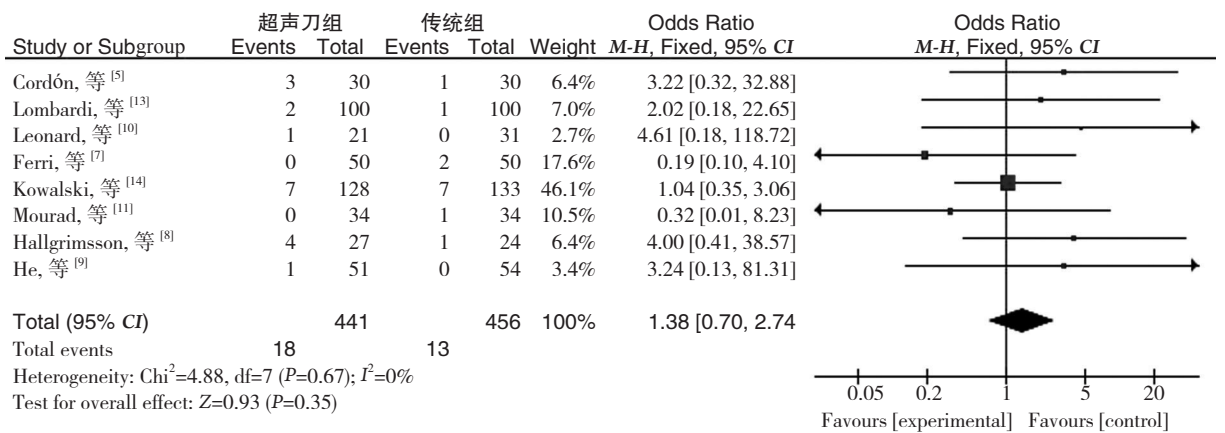 超声刀组 传统组 Odds Ratio Odds Ratio
Study or Subgroup Events Total Events Total Weight M-H, Fixed, 95% CI M-H, Fixed, 95% CI
Cordón, 等 [5] 3 30 1 30 6.4% 3.22 [0.32, 32.88]
Lombardi, 等 [13] 2 100 1 100 7.0% 2.02 [0.18, 22.65]
Leonard, 等 [10] 1 21 0 31 2.7% 4.61 [0.18, 118.72]
Ferri, 等 [7] 0 50 2 50 17.6% 0.19 [0.10, 4.10]
Kowalski, 等 [14] 7 128 7 133 46.1% 1.04 [0.35, 3.06]
Mourad, 等 [11] 0 34 1 34 10.5% 0.32 [0.01, 8.23]
Hallgrimsson, 等 [8] 4 27 1 24 6.4% 4.00 [0.41, 38.57]
He, 等 [9] 1 51 0 54 3.4% 3.24 [0.13, 81.31]
Total (95% CI) 441 456 100% 1.38 [0.70, 2.74
Total events 18 13
Heterogeneity: Chi²=4.88, df=7 (P=0.67); I²=0%
Test for overall effect: Z=0.93 (P=0.35)
0.05 0.2 1 5 20
Favours [experimental] Favours [control]